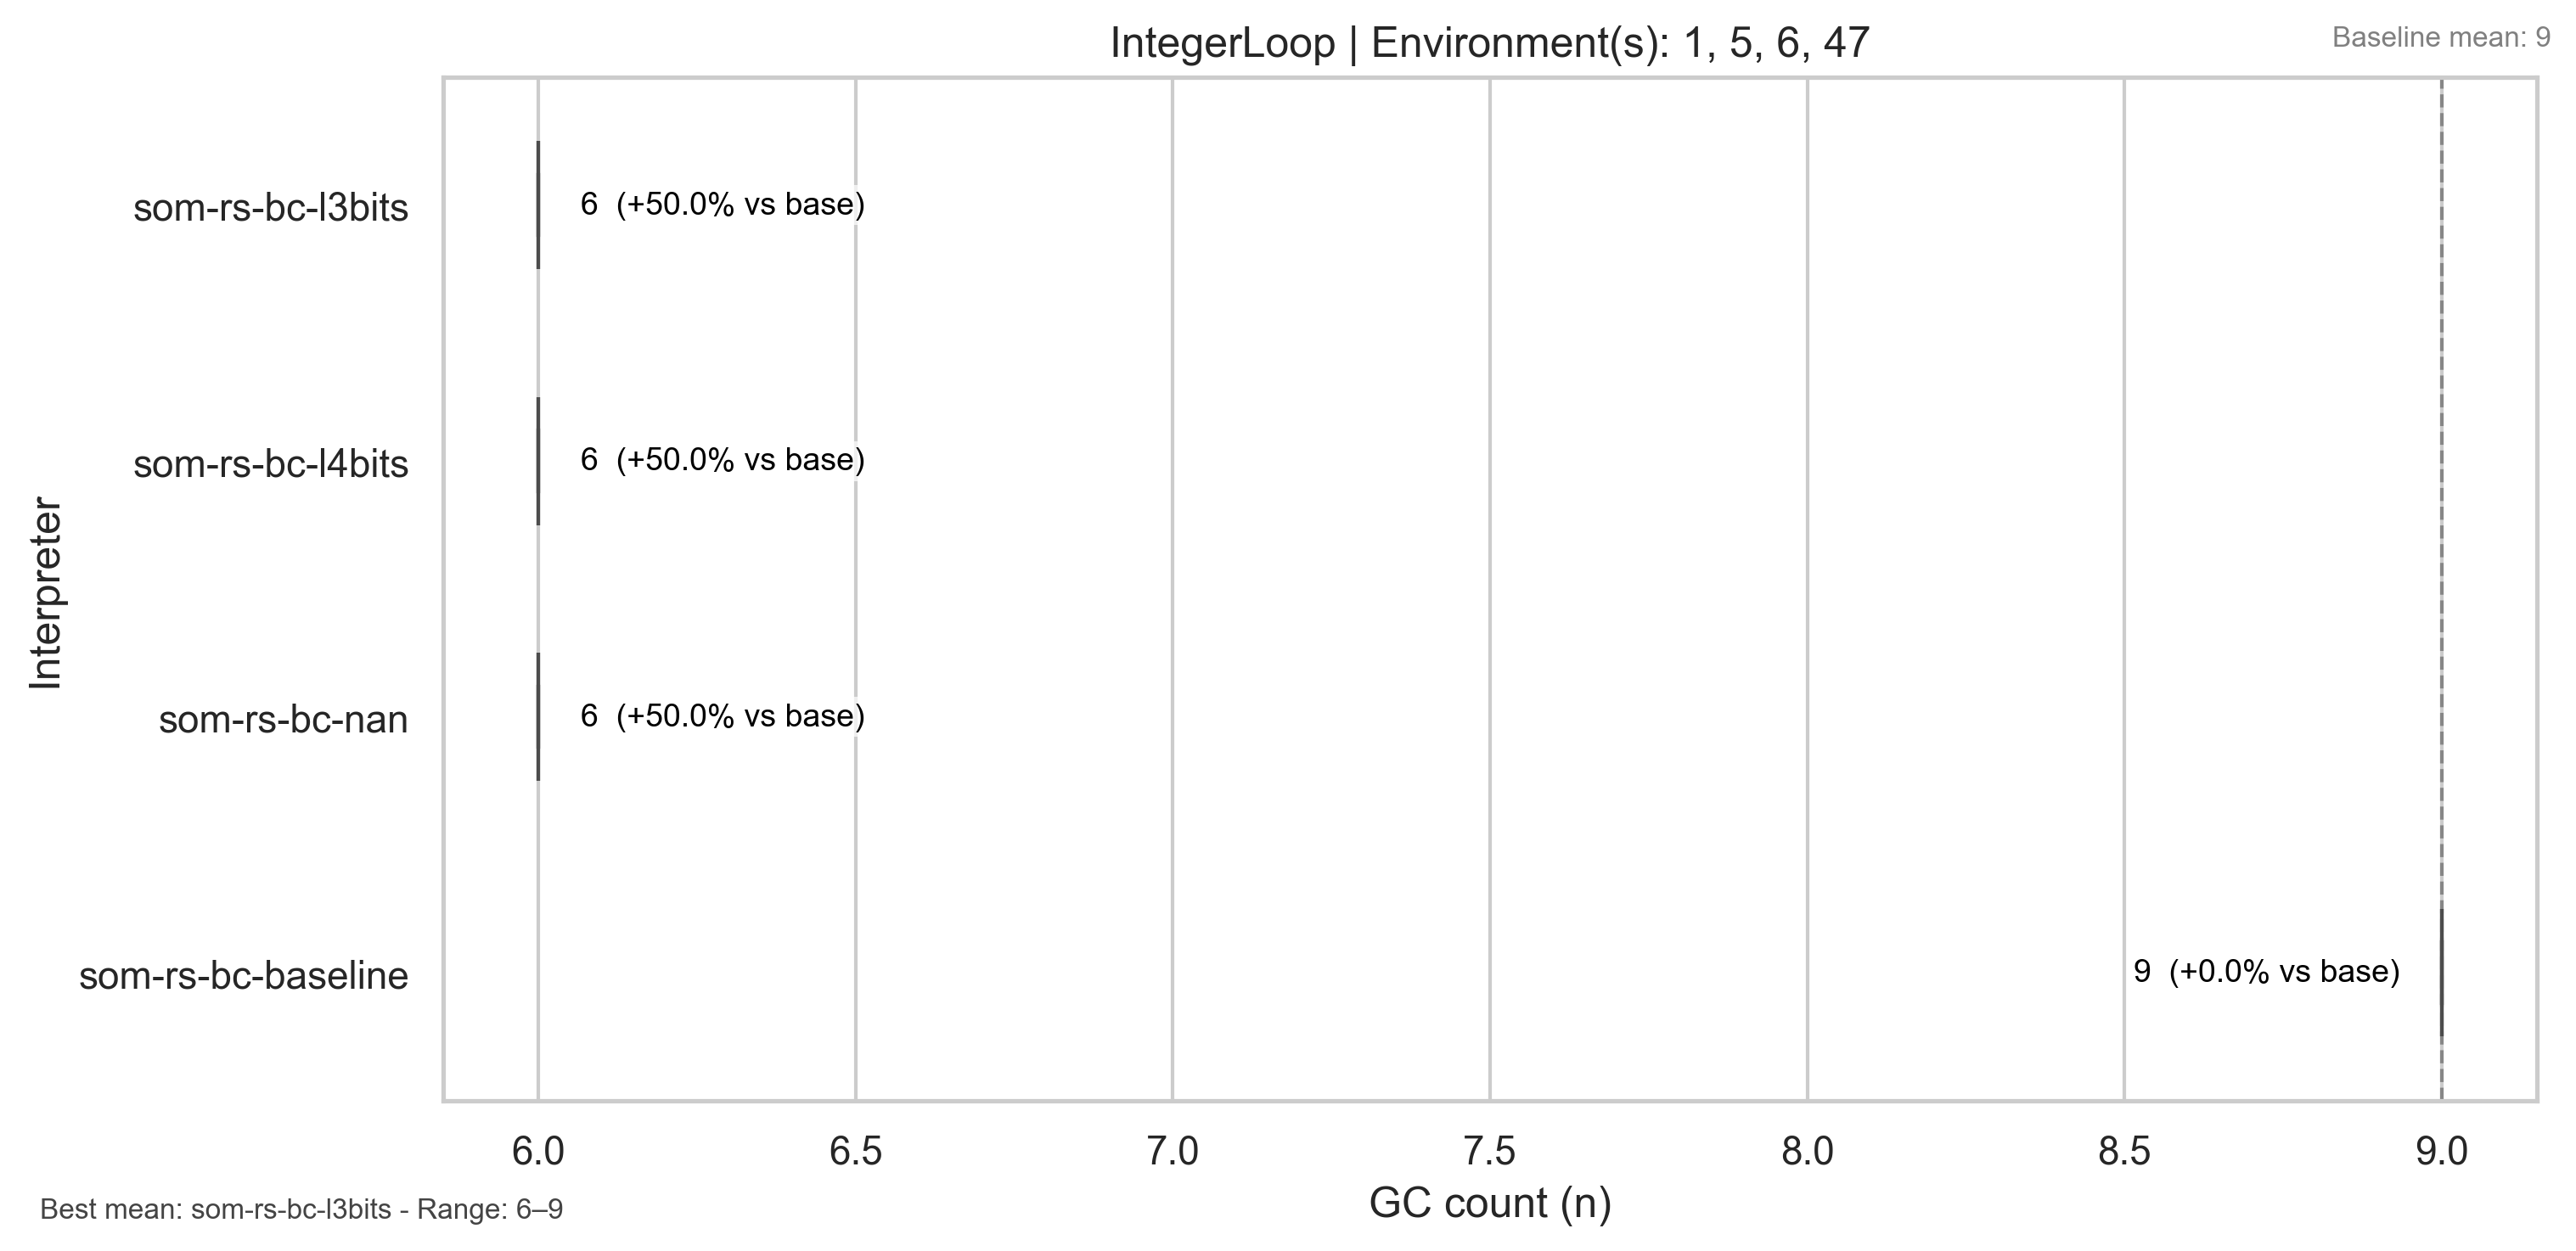 IntegerLoop | Environment(s): 1, 5, 6, 47
Baseline mean: 9
Interpreter
som-rs-bc-l3bits
6 (+50.0% vs base)
som-rs-bc-l4bits
6 (+50.0% vs base)
som-rs-bc-nan
6 (+50.0% vs base)
som-rs-bc-baseline
9 (+0.0% vs base)
6.0 6.5 7.0 7.5 8.0 8.5 9.0
GC count (n)
Best mean: som-rs-bc-l3bits - Range: 6–9